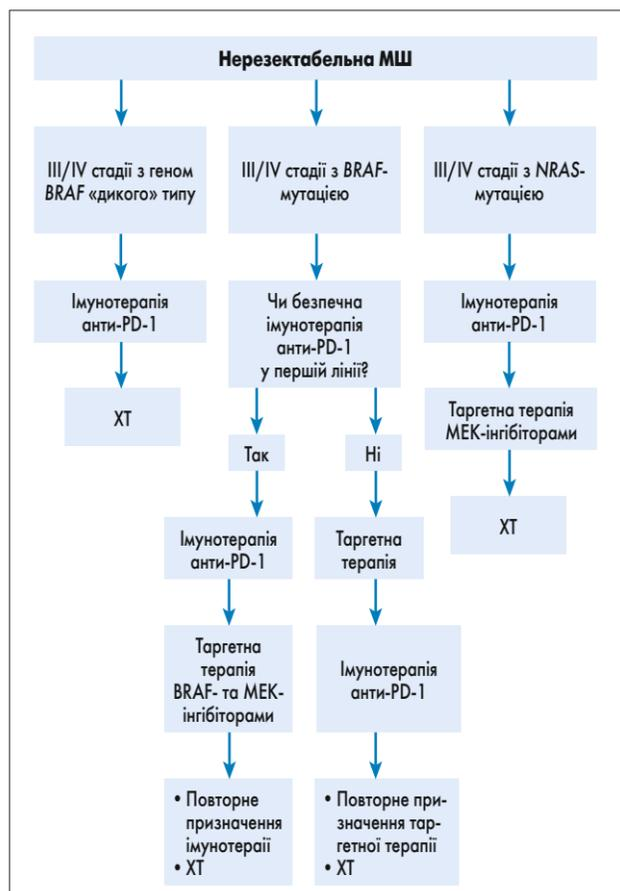 Нерезектабельна МШ
III/IV стадії з геном
BRAF «дикого» типу
Імунотерапія
анти-PD-1
ХТ
III/IV стадії з BRAF-
мутацією
Чи безпечна
імунотерапія
анти-PD-1
у першій лінії?
Так
Імунотерапія
анти-PD-1
Таргетна
терапія
BRAF- та МЕК-
інгібіторами
• Повторне
призначення
імунотераії
• ХТ
Ні
Таргетна
терапія
Імунотерапія
анти-PD-1
• Повторне при-
значення тар-
гетної терапії
• ХТ
III/IV стадії з NRAS-
мутацією
Імунотерапія
анти-PD-1
Таргетна терапія
МЕК-інгібіторами
ХТ